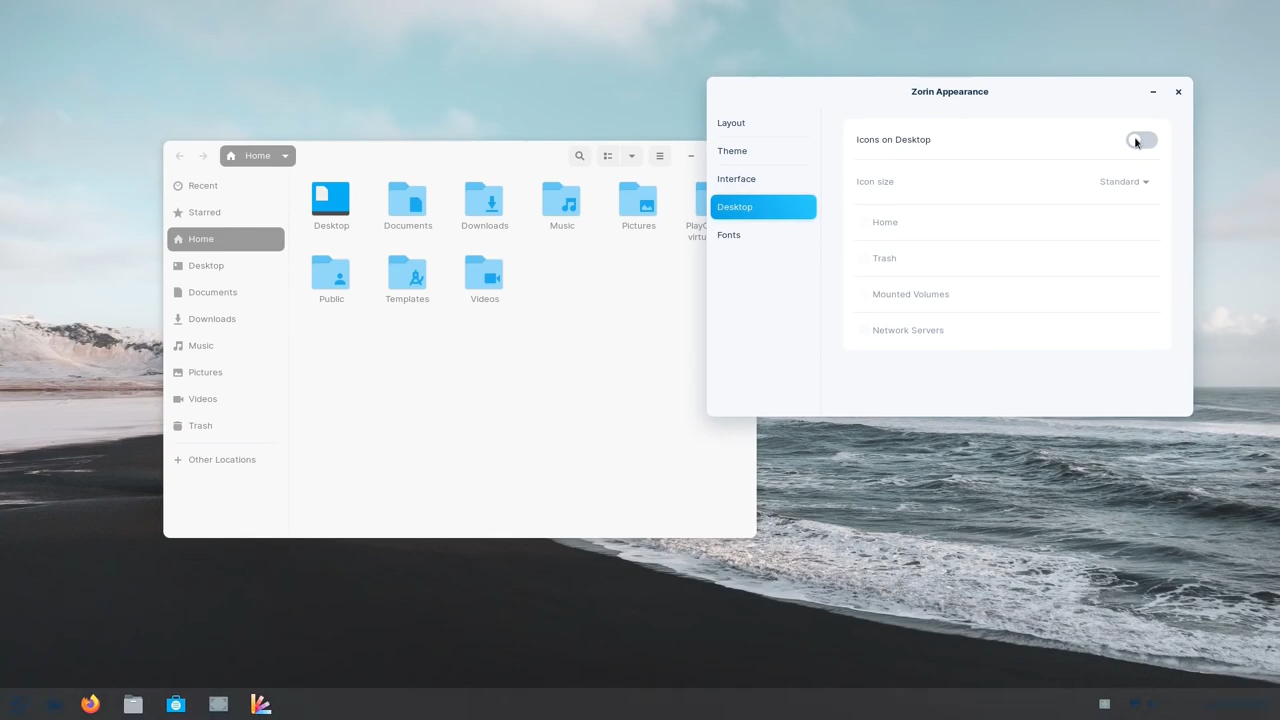 Zorin Appearance
Layout
Theme
Interface
Desktop
Fonts
Icons on Desktop
Icon size
Standard
Home
Trash
Mounted Volumes
Network Servers
Home
Recent
Starred
Home
Desktop
Documents
Downloads
Music
Pictures
Videos
Trash
Other Locations
Desktop
Documents
Downloads
Music
Pictures
Public
Templates
Videos